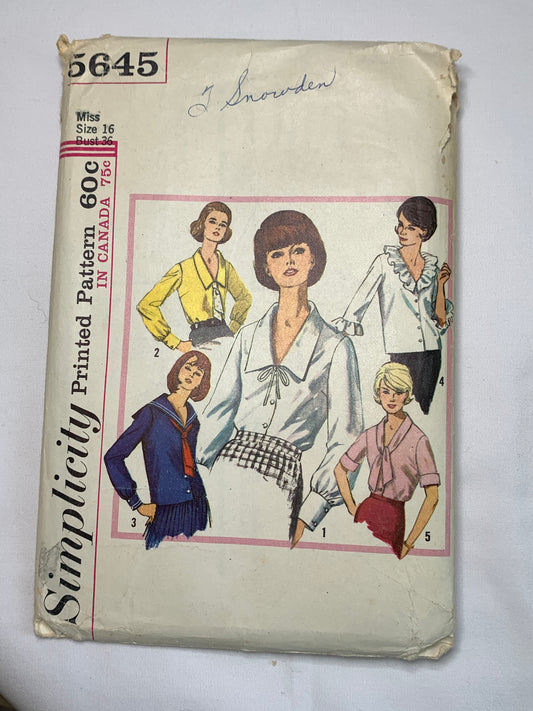 5645
J Snowden
Miss
Size 16
Bust 36
Simplicity Printed Pattern 60c
IN CANADA 75c
2
4
3
1
5